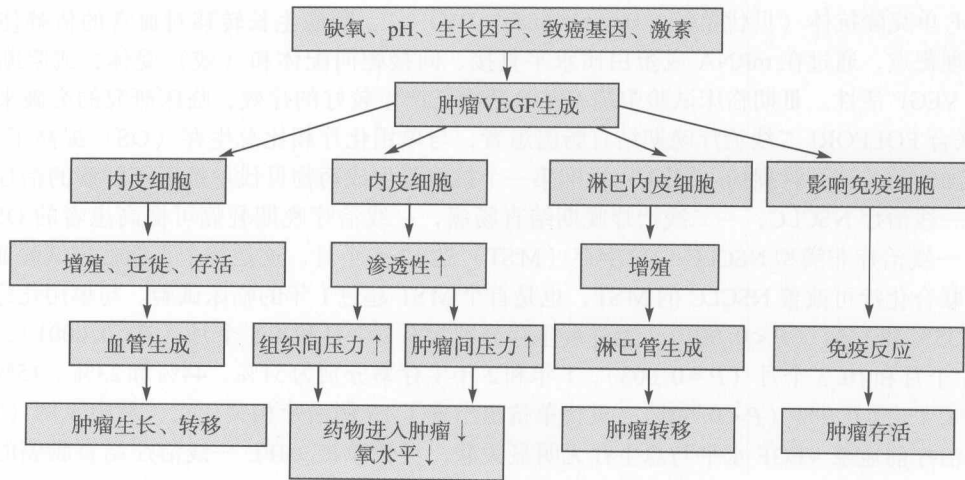 缺氧、pH、生长因子、致癌基因、激素
肿瘤VEGF生成
内皮细胞
内皮细胞
淋巴内皮细胞
影响免疫细胞
增殖、迁徙、存活
渗透性↑
增殖
血管生成
组织间压力↑
肿瘤间压力↑
淋巴管生成
免疫反应
肿瘤生长、转移
药物进入肿瘤↓
氧水平↓
肿瘤转移
肿瘤存活